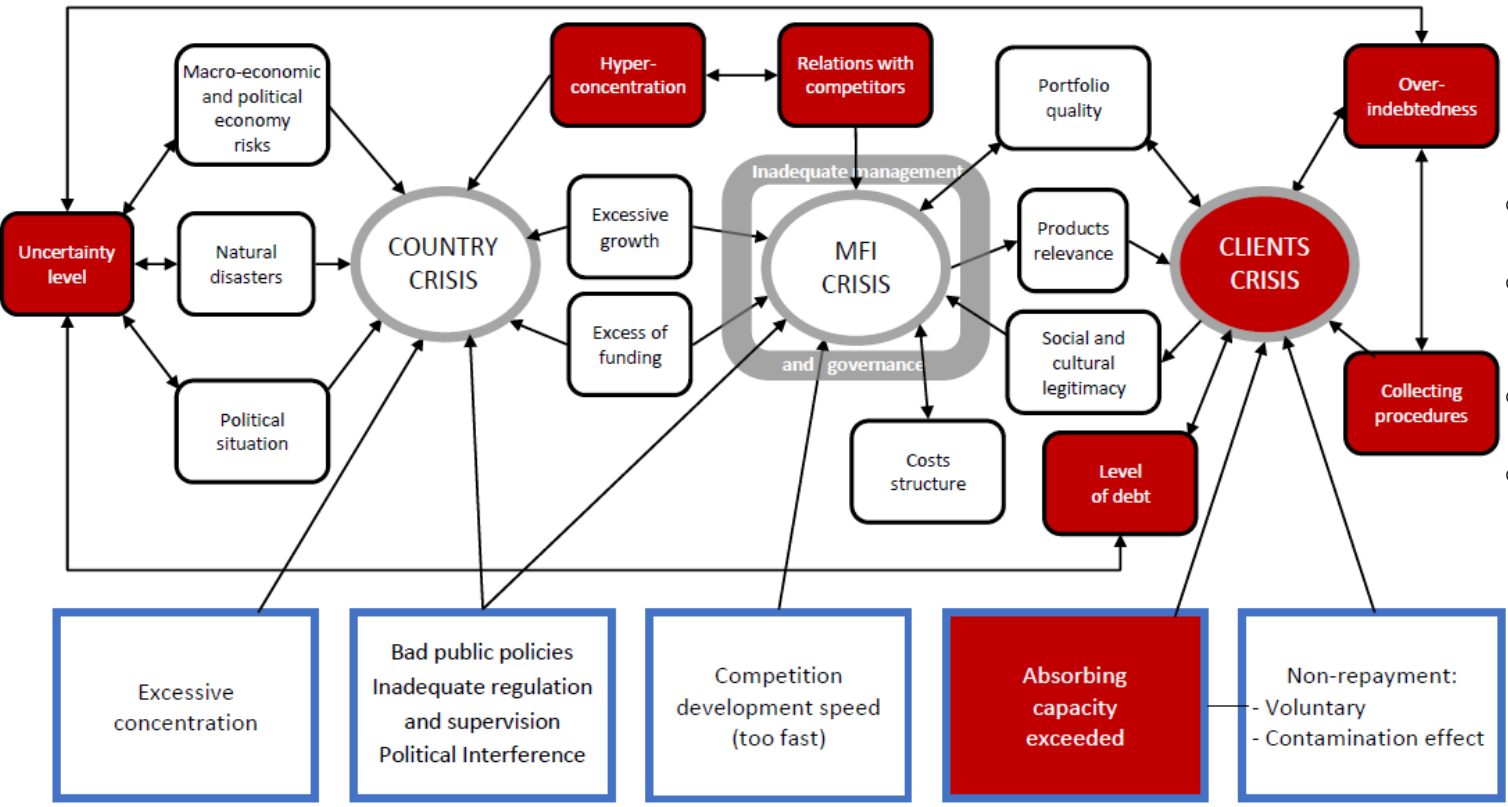 Macro-economic
and political
economy
risks
Hyper-
concentration
Relations with
competitors
Portfolio
quality
Over-
indebtedness
Inadequate management
Uncertainty
level
Natural
disasters
COUNTRY
CRISIS
Excessive
growth
MFI
CRISIS
Products
relevance
CLIENTS
CRISIS
Excess of
funding
Social and
cultural
legitimacy
and governance
Political
situation
Costs
structure
Level
of debt
Collecting
procedures
Excessive
concentration
Bad public policies
Inadequate regulation
and supervision
Political Interference
Competition
development speed
(too fast)
Absorbing
capacity
exceeded
Non-repayment:
- Voluntary
- Contamination effect